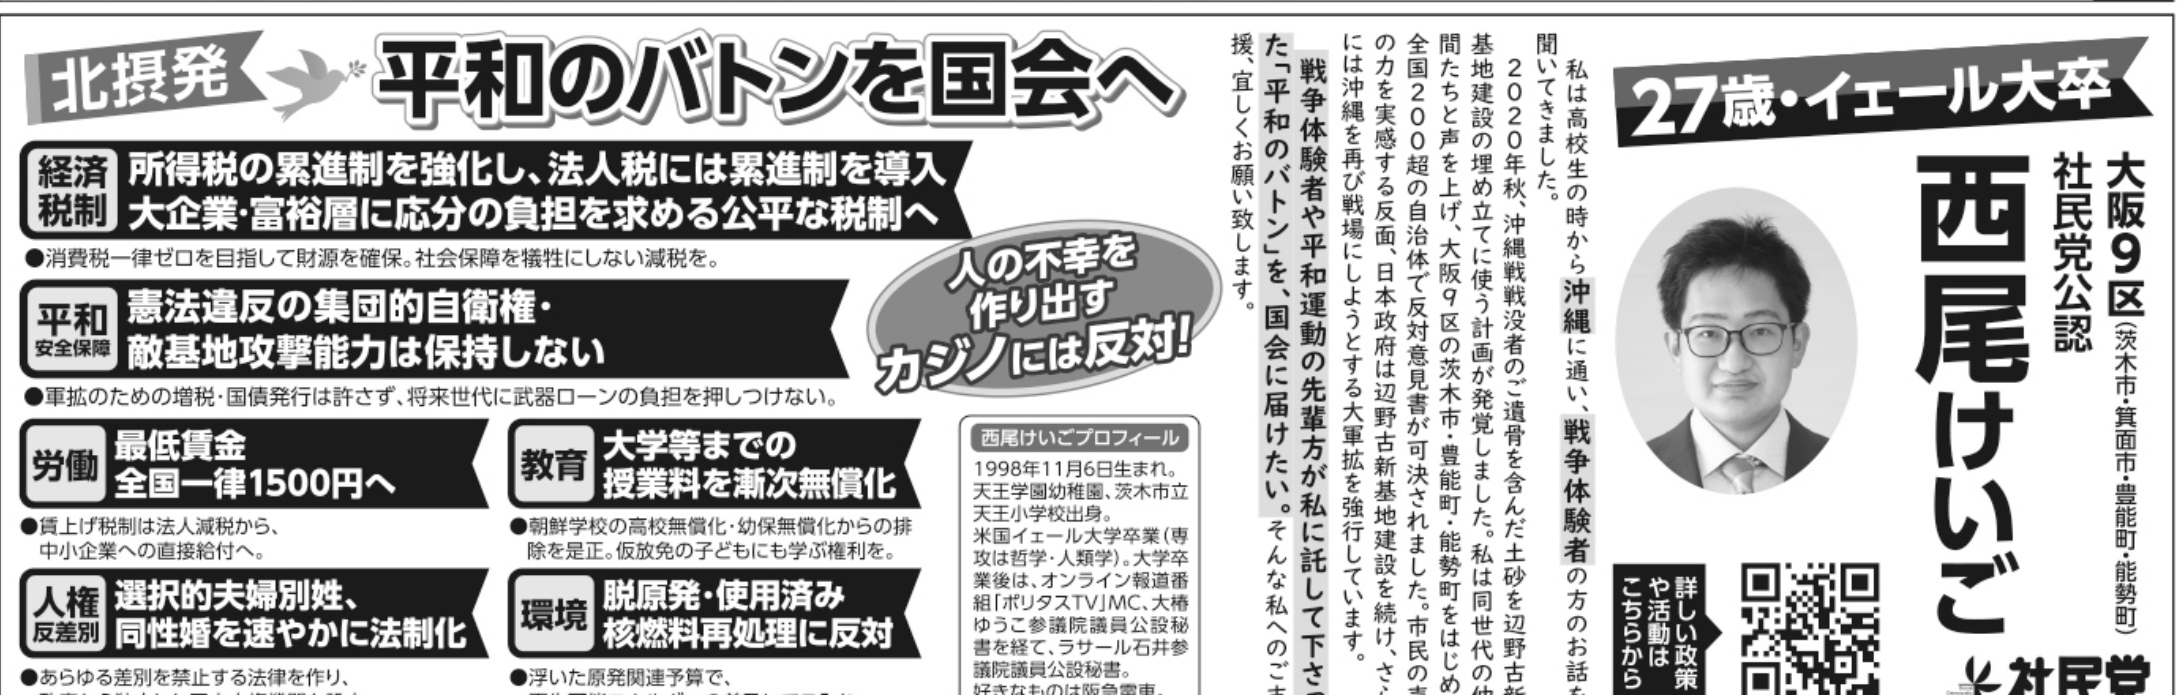 27歳・イェール大卒
大阪9区(茨木市・箕面市・豊能町・能勢町)
社民党公認
西尾けいご
詳しい政策
や活動は
こちらから
社民党
私は高校生の時から沖縄に通い、戦争体験者の方のお話を
聞いてきました。
2020年秋、沖縄戦戦没者のご遺骨を含んだ土砂を辺野古新
基地建設の埋め立てに使う計画が発覚しました。私は同世代の仲
間たちと声を上げ、大阪9区の茨木市・豊能町・能勢町をはじめ
全国200超の自治体で反対意見書が可決されました。市民の声
の力を実感する反面、日本政府は辺野古新基地建設を続け、さら
には沖縄を再び戦場にしようとする大軍拡を強行しています。
戦争体験者や平和運動の先輩方が私に託して下さっ
た「平和のバトン」を、国会に届けたい。そんな私へのご支
援、宜しくお願い致します。
北摂発
平和のバトンを国会へ
経済
税制
所得税の累進制を強化し、法人税には累進制を導入
大企業・富裕層に応分の負担を求める公平な税制へ
●消費税一律ゼロを目指して財源を確保。社会保障を犠牲にしない減税を。
平和
安全保障
憲法違反の集団的自衛権・
敵基地攻撃能力は保持しない
●軍拡のための増税・国債発行は許さず、将来世代に武器ローンの負担を押しつけない。
人の不幸を
作り出す
カジノには反対!
労働
最低賃金
全国一律1500円へ
●賃上げ税制は法人減税から、
中小企業への直接給付へ。
教育
大学等までの
授業料を漸次無償化
●朝鮮学校の高校無償化・幼保無償化からの排
除を是正。仮放免の子どもにも学ぶ権利を。
人権
反差別
選択的夫婦別姓、
同性婚を速やかに法制化
●あらゆる差別を禁止する法律を作り、
環境
脱原発・使用済み
核燃料再処理に反対
●浮いた原発関連予算で、
西尾けいごプロフィール
1998年11月6日生まれ。
天王学園幼稚園、茨木市立
天王小学校出身。
米国イェール大学卒業(専
攻は哲学・人類学)。大学卒
業後は、オンライン報道番
組「ポリタスTV」MC、大椿
ゆうこ参議院議員公設秘
書を経て、ラサール石井参
議院議員公設秘書。
好きなものは阪急電車。